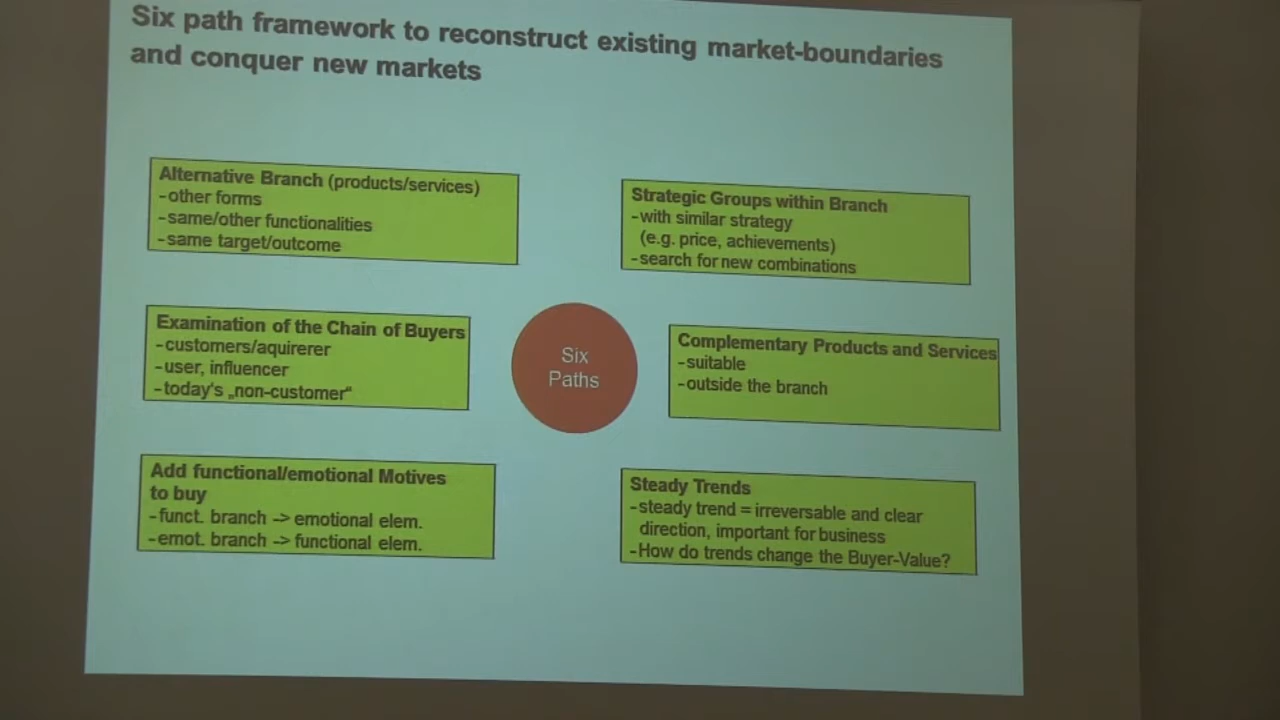 Six path framework to reconstruct existing market-boundaries
and conquer new markets
Alternative Branch (products/services)
-other forms
-same/other functionalities
-same target/outcome
Strategic Groups within Branch
-with similar strategy
(e.g. price, achievements)
-search for new combinations
Examination of the Chain of Buyers
-customers/aquirerer
-user, influencer
-today's „non-customer“
Six
Paths
Complementary Products and Services
-suitable
-outside the branch
Add functional/emotional Motives
to buy
-funct. branch -> emotional elem.
-emot. branch -> functional elem.
Steady Trends
-steady trend = irreversable and clear
direction, important for business
-How do trends change the Buyer-Value?